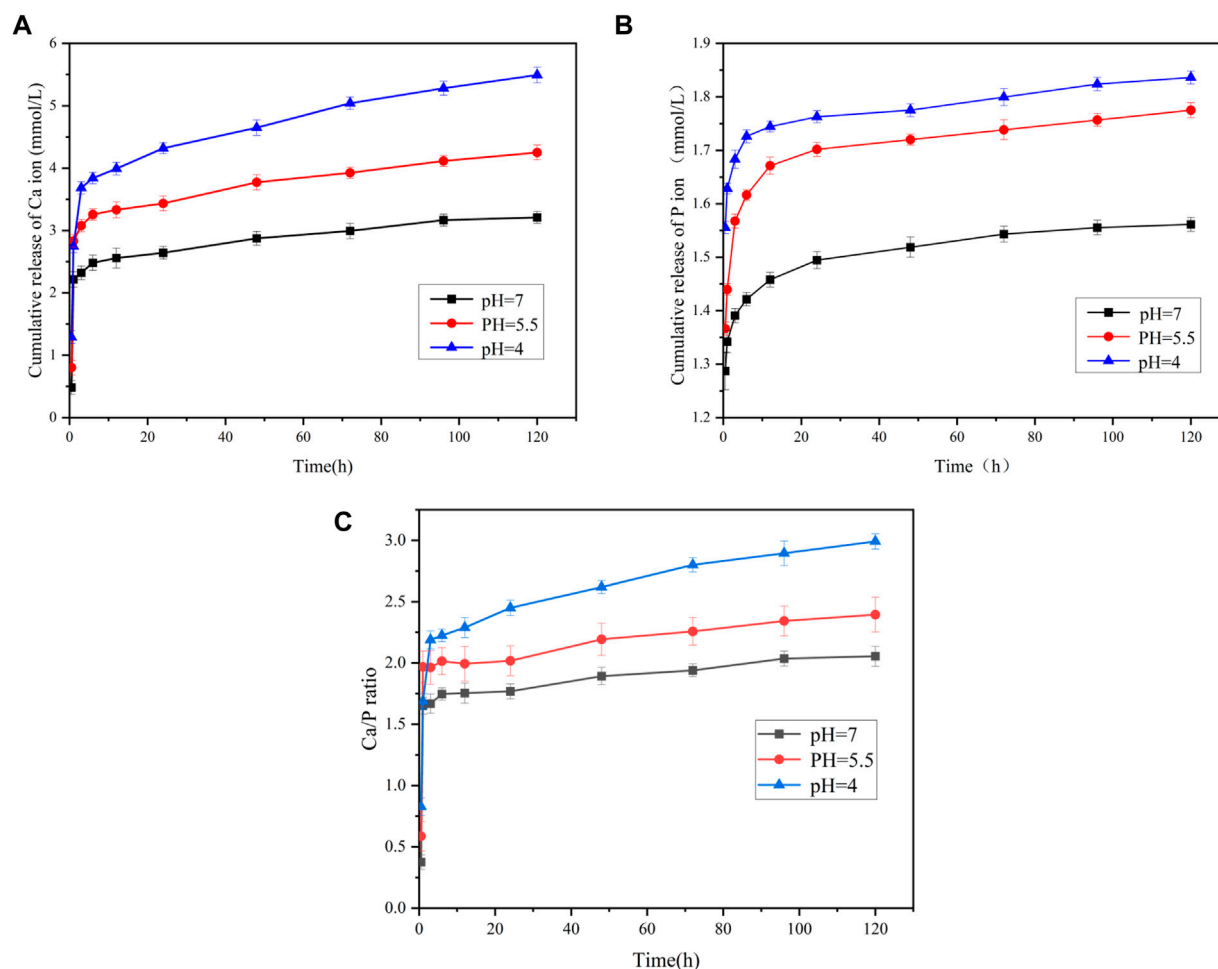 A
Cumulative release of Ca ion (mmol/L)
6
5
4
3
2
1
0
0 20 40 60 80 100 120
Time(h)
pH=7
PH=5.5
pH=4
B
Cumulative release of P ion（mmol/L）
1.9
1.8
1.7
1.6
1.5
1.4
1.3
1.2
0 20 40 60 80 100 120
Time（h）
pH=7
PH=5.5
pH=4
C
Ca/P ratio
3.0
2.5
2.0
1.5
1.0
0.5
0.0
0 20 40 60 80 100 120
Time(h)
pH=7
PH=5.5
pH=4